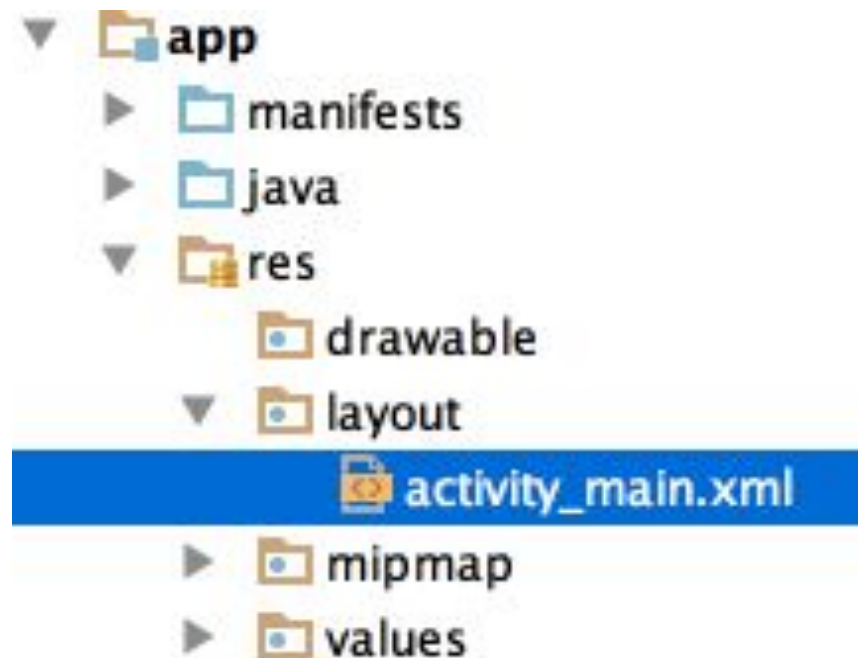 app
manifests
java
res
drawable
layout
activity_main.xml
mipmap
values